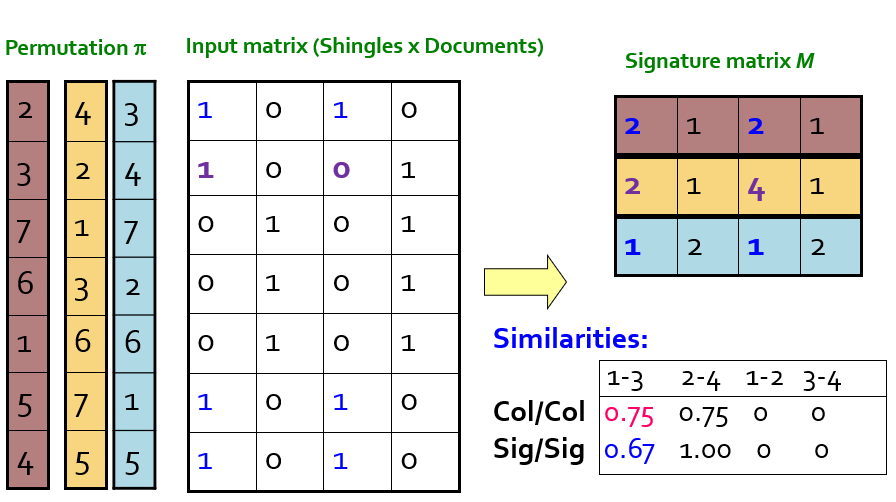 Permutation π
Input matrix (Shingles x Documents)
Signature matrix M
2 4 3 1 0 1 0
3 2 4 1 0 0 1
7 1 7 0 1 0 1
6 3 2 0 1 0 1
1 6 6 0 1 0 1
5 7 1 1 0 1 0
4 5 5 1 0 1 0
2 1 2 1
2 1 4 1
1 2 1 2
Similarities:
1-3 2-4 1-2 3-4
Col/Col 0.75 0.75 0 0
Sig/Sig 0.67 1.00 0 0